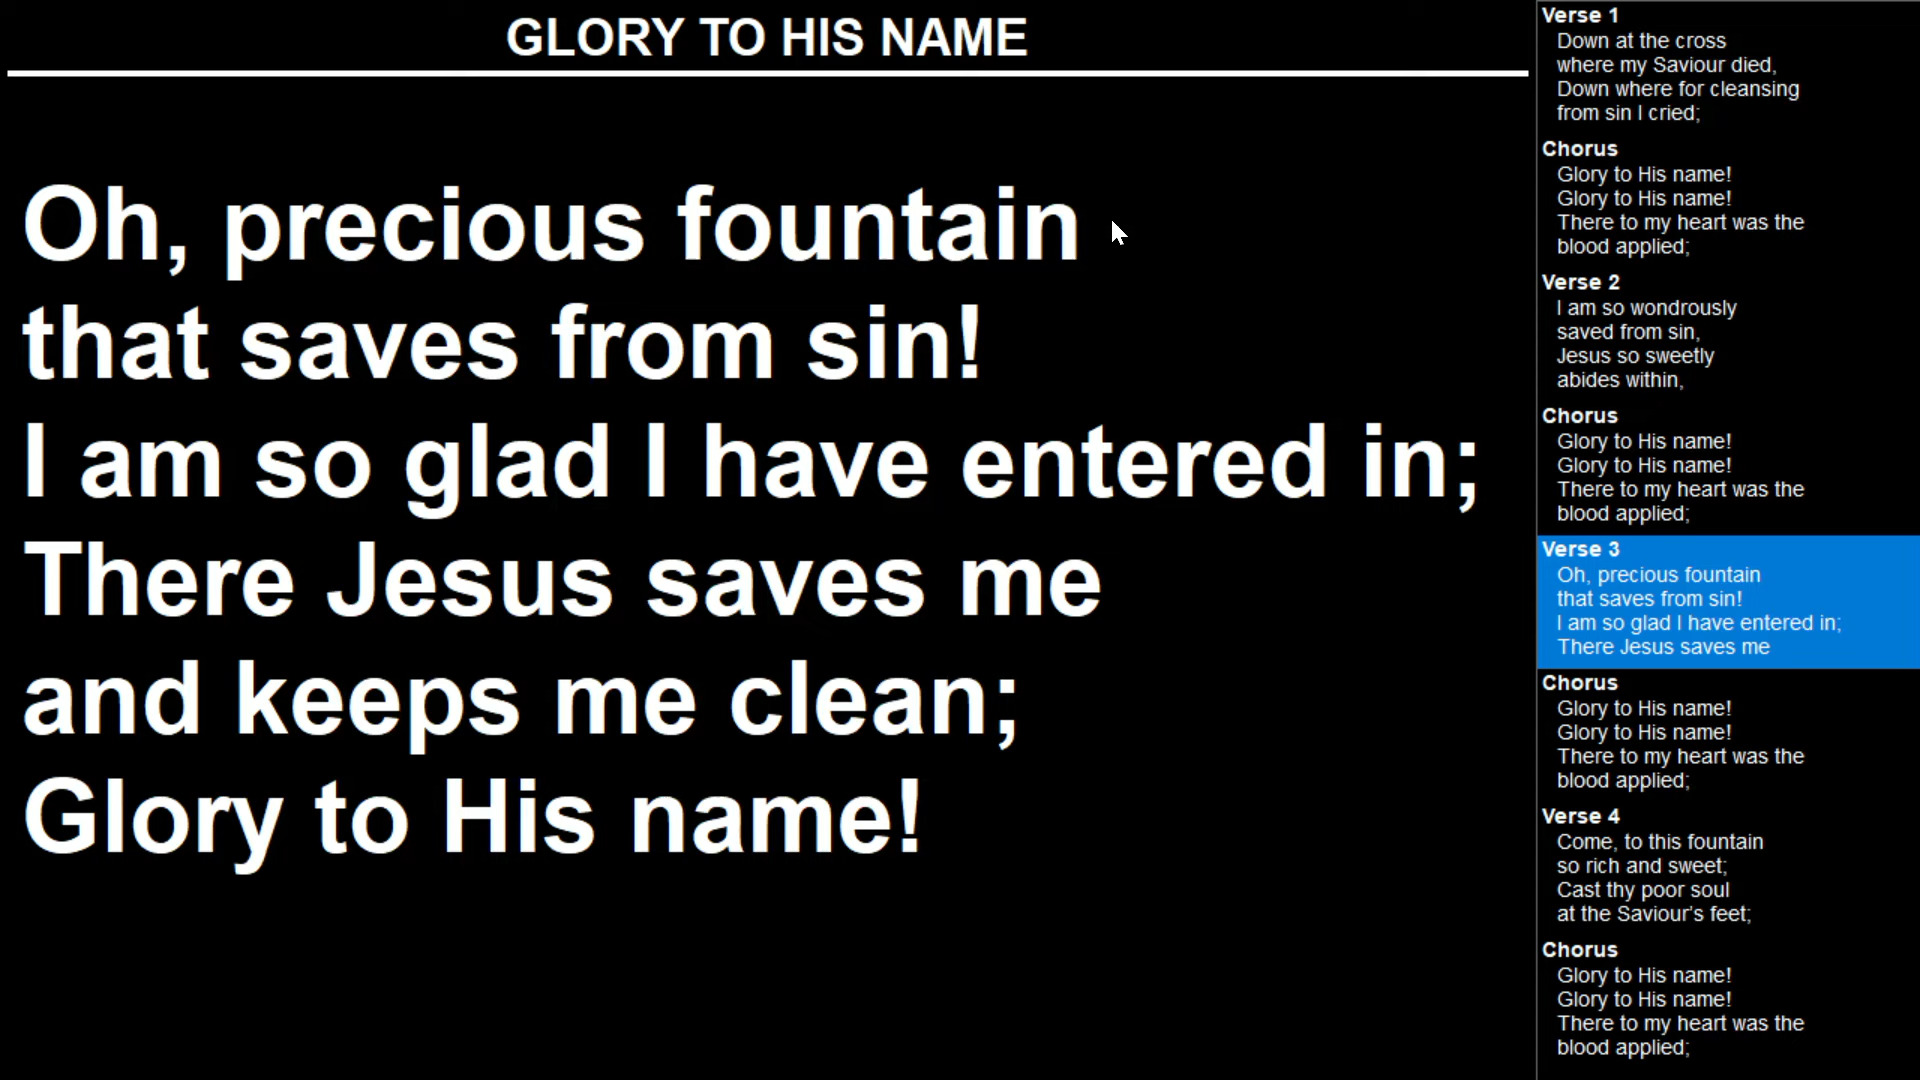 GLORY TO HIS NAME
Oh, precious fountain
that saves from sin!
I am so glad I have entered in;
There Jesus saves me
and keeps me clean;
Glory to His name!
Verse 1
Down at the cross
where my Saviour died,
Down where for cleansing
from sin I cried;
Chorus
Glory to His name!
Glory to His name!
There to my heart was the
blood applied;
Verse 2
I am so wondrously
saved from sin,
Jesus so sweetly
abides within,
Chorus
Glory to His name!
Glory to His name!
There to my heart was the
blood applied;
Verse 3
Oh, precious fountain
that saves from sin!
I am so glad I have entered in;
There Jesus saves me
Chorus
Glory to His name!
Glory to His name!
There to my heart was the
blood applied;
Verse 4
Come, to this fountain
so rich and sweet;
Cast thy poor soul
at the Saviour's feet;
Chorus
Glory to His name!
Glory to His name!
There to my heart was the
blood applied;